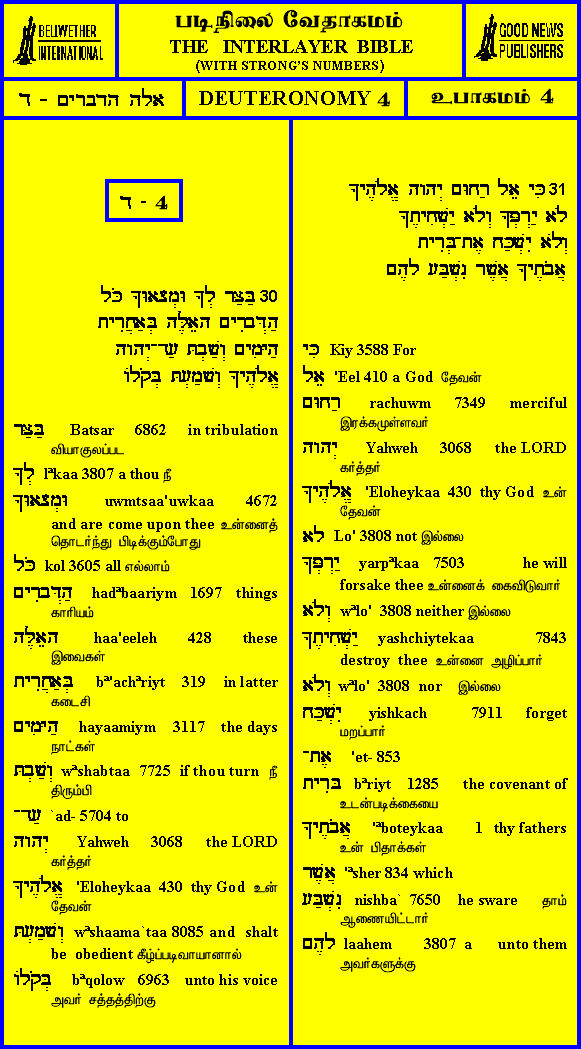 BELLWETHER
INTERNATIONAL
படிநிலை வேதாகமம்
THE INTERLAYER BIBLE
(WITH STRONG'S NUMBERS)
GOOD NEWS
PUBLISHERS
אלה הדברים - ד
DEUTERONOMY 4
உபாகமம் 4
ד - 4
30 בַּצַּר לְךָ וּמְצָאוּךָ כֹּל
הַדְּבָרִים הָאֵלֶּה בְּאַחֲרִית
הַיָּמִים וְשַׁבְתָּ עַד־יְהוָה
אֱלֹהֶיךָ וְשָׁמַעְתָּ בְּקֹלוֹ
בַּצַּר Batsar 6862 in tribulation
வியாகுலப்பட
לְךָ lªkaa 3807 a thou நீ
וּמְצָאוּךָ uwmtsaa'uwkaa 4672
and are come upon thee உன்னைத்
தொடர்ந்து பிடிக்கும்போது
כֹּל kol 3605 all எல்லாம்
הַדְּבָרִים hadªbaariym 1697 things
காரியம்
הָאֵלֶּה haa'eeleh 428 these
இவைகள்
בְּאַחֲרִית bª'achªriyt 319 in latter
கடைசி
הַיָּמִים hayaamiym 3117 the days
நாட்கள்
וְשַׁבְתָּ wªshabtaa 7725 if thou turn நீ
திரும்பி
עַד־ `ad- 5704 to
יְהוָה Yahweh 3068 the LORD
கர்த்தர்
אֱלֹהֶיךָ 'Eloheykaa 430 thy God உன்
தேவன்
וְשָׁמַעְתָּ wªshaama`taa 8085 and shalt
be obedient கீழ்ப்படிவாயானால்
בְּקֹלוֹ bªqolow 6963 unto his voice
அவர் சத்தத்திற்கு
31 כִּי אֵל רַחוּם יְהוָה אֱלֹהֶיךָ
לֹא יַרְפְּךָ וְלֹא יַשְׁחִיתֶךָ
וְלֹא יִשְׁכַּח אֶת־בְּרִית
אֲבֹתֶיךָ אֲשֶׁר נִשְׁבַּע לָהֶם
כִּי Kiy 3588 For
אֵל 'Eel 410 a God தேவன்
רַחוּם rachuwm 7349 merciful
இரக்கமுள்ளவர்
יְהוָה Yahweh 3068 the LORD
கர்த்தர்
אֱלֹהֶיךָ 'Eloheykaa 430 thy God உன்
தேவன்
לֹא Lo' 3808 not இல்லை
יַרְפְּךָ yarpªkaa 7503 he will
forsake thee உன்னைக் கைவிடுவார்
וְלֹא wªlo' 3808 neither இல்லை
יַשְׁחִיתֶךָ yashchiytekaa 7843
destroy thee உன்னை அழிப்பார்
וְלֹא wªlo' 3808 nor இல்லை
יִשְׁכַּח yishkach 7911 forget
மறப்பார்
אֶת־ 'et- 853
בְּרִית bªriyt 1285 the covenant of
உடன்படிக்கையை
אֲבֹתֶיךָ 'ªboteykaa 1 thy fathers
உன் பிதாக்கள்
אֲשֶׁר 'ªsher 834 which
נִשְׁבַּע nishba` 7650 he sware தாம்
ஆணையிட்டார்
לָהֶם laahem 3807 a unto them
அவர்களுக்கு